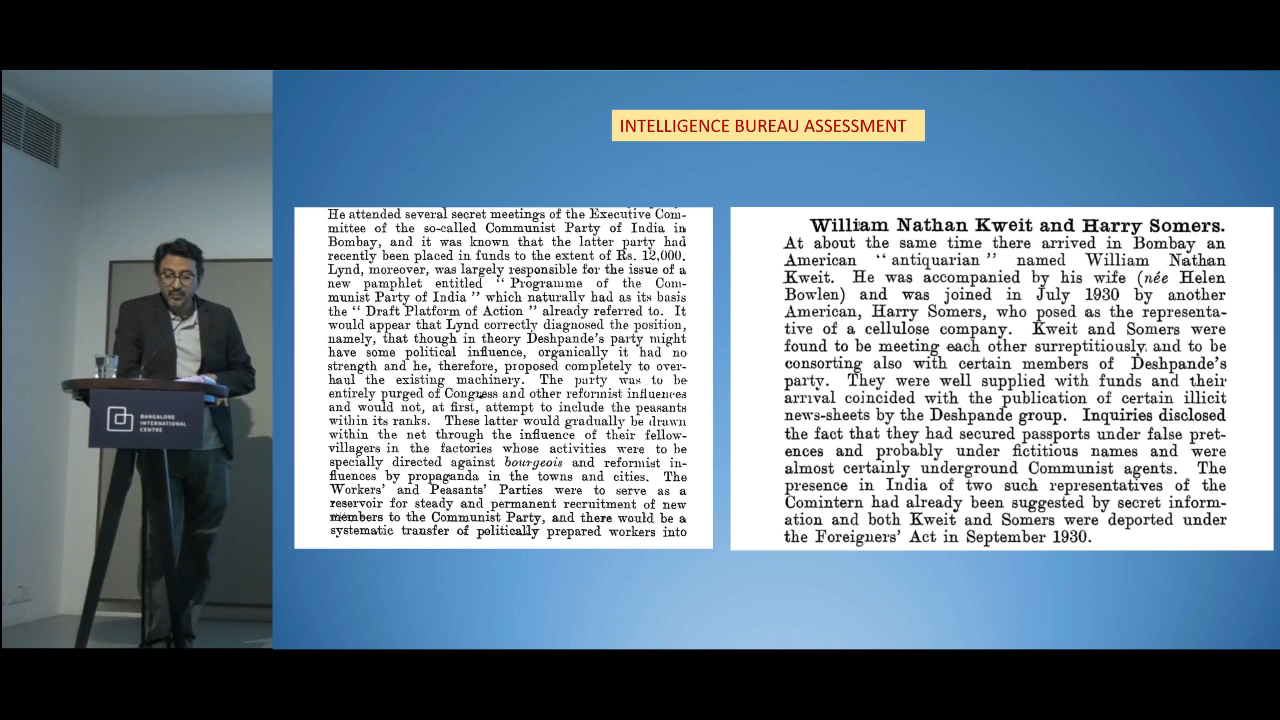 INTELLIGENCE BUREAU ASSESSMENT
He attended several secret meetings of the Executive Com-
mittee of the so-called Communist Party of India in
Bombay, and it was known that the latter party had
recently been placed in funds to the extent of Rs. 12,000.
Lynd, moreover, was largely responsible for the issue of a
new pamphlet entitled “ Programme of the Com-
munist Party of India ” which naturally had as its basis
the “ Draft Platform of Action ” already referred to. It
would appear that Lynd correctly diagnosed the position,
namely, that though in theory Deshpande's party might
have some political influence, organically it had no
strength and he, therefore, proposed completely to over-
haul the existing machinery. The party was to be
entirely purged of Congress and other reformist influences
and would not, at first, attempt to include the peasants
within its ranks. These latter would gradually be drawn
within the net through the influence of their fellow-
villagers in the factories whose activities were to be
specially directed against bourgeois and reformist in-
fluences by propaganda in the towns and cities. The
Workers' and Peasants' Parties were to serve as a
reservoir for steady and permanent recruitment of new
members to the Communist Party, and there would be a
systematic transfer of politically prepared workers into
William Nathan Kweit and Harry Somers.
At about the same time there arrived in Bombay an
American “ antiquarian ” named William Nathan
Kweit. He was accompanied by his wife (née Helen
Bowlen) and was joined in July 1930 by another
American, Harry Somers, who posed as the representa-
tive of a cellulose company. Kweit and Somers were
found to be meeting each other surreptitiously and to be
consorting also with certain members of Deshpande's
party. They were well supplied with funds and their
arrival coincided with the publication of certain illicit
news-sheets by the Deshpande group. Inquiries disclosed
the fact that they had secured passports under false pret-
ences and probably under fictitious names and were
almost certainly underground Communist agents. The
presence in India of two such representatives of the
Comintern had already been suggested by secret inform-
ation and both Kweit and Somers were deported under
the Foreigners' Act in September 1930.
BANGALORE
INTERNATIONAL
CENTRE